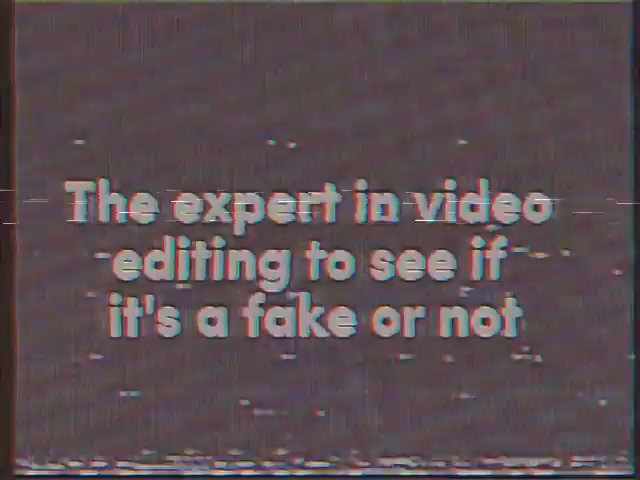 The expert in video
editing to see if
it's a fake or not